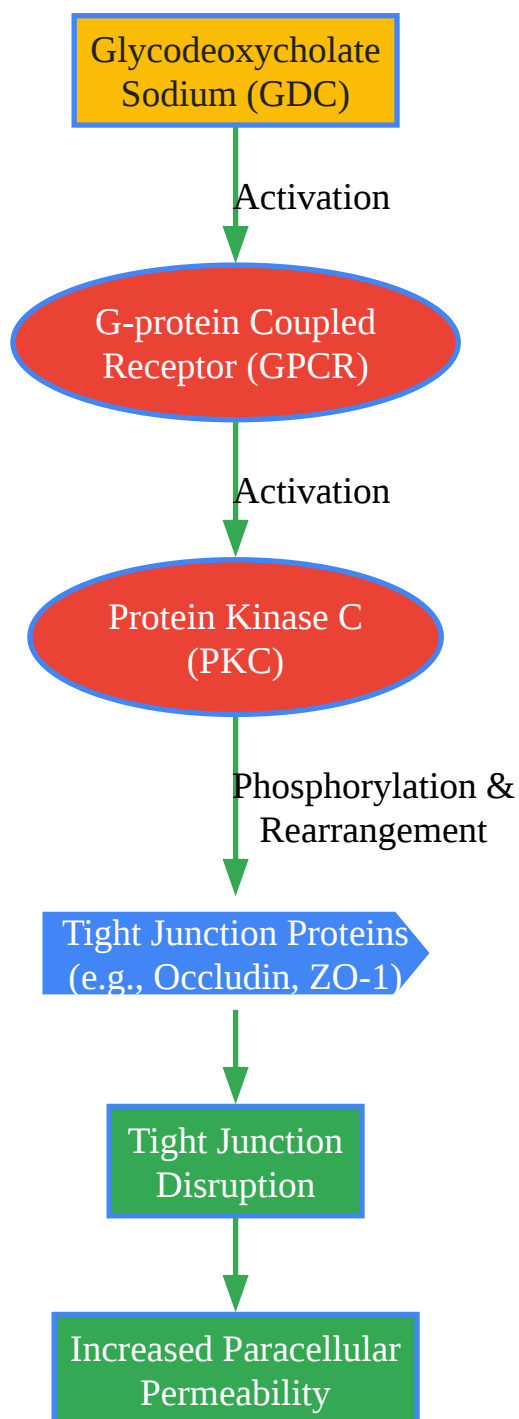 Glycodeoxycholate
Sodium (GDC)
Activation
G-protein Coupled
Receptor (GPCR)
Activation
Protein Kinase C
(PKC)
Phosphorylation &
Rearrangement
Tight Junction Proteins
(e.g., Occludin, ZO-1)
Tight Junction
Disruption
Increased Paracellular
Permeability